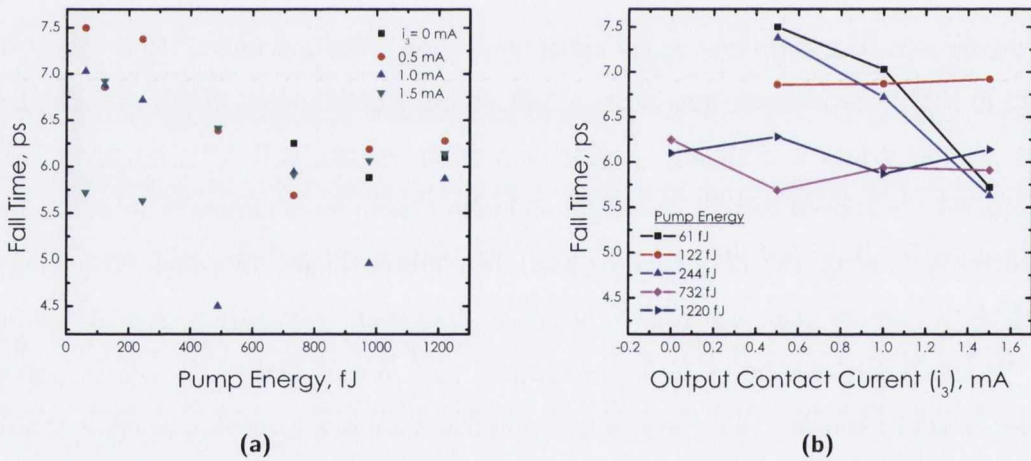 7.5
7.0
6.5
6.0
5.5
5.0
4.5
Fall Time, ps
0 200 400 600 800 1000 1200
Pump Energy, fJ
i3= 0 mA
0.5 mA
1.0 mA
1.5 mA
(a)
7.5
7.0
6.5
6.0
5.5
5.0
4.5
Fall Time, ps
Pump Energy
61 fJ
122 fJ
244 fJ
732 fJ
1220 fJ
-0.2 0.0 0.2 0.4 0.6 0.8 1.0 1.2 1.4 1.6
Output Contact Current (i3), mA
(b)